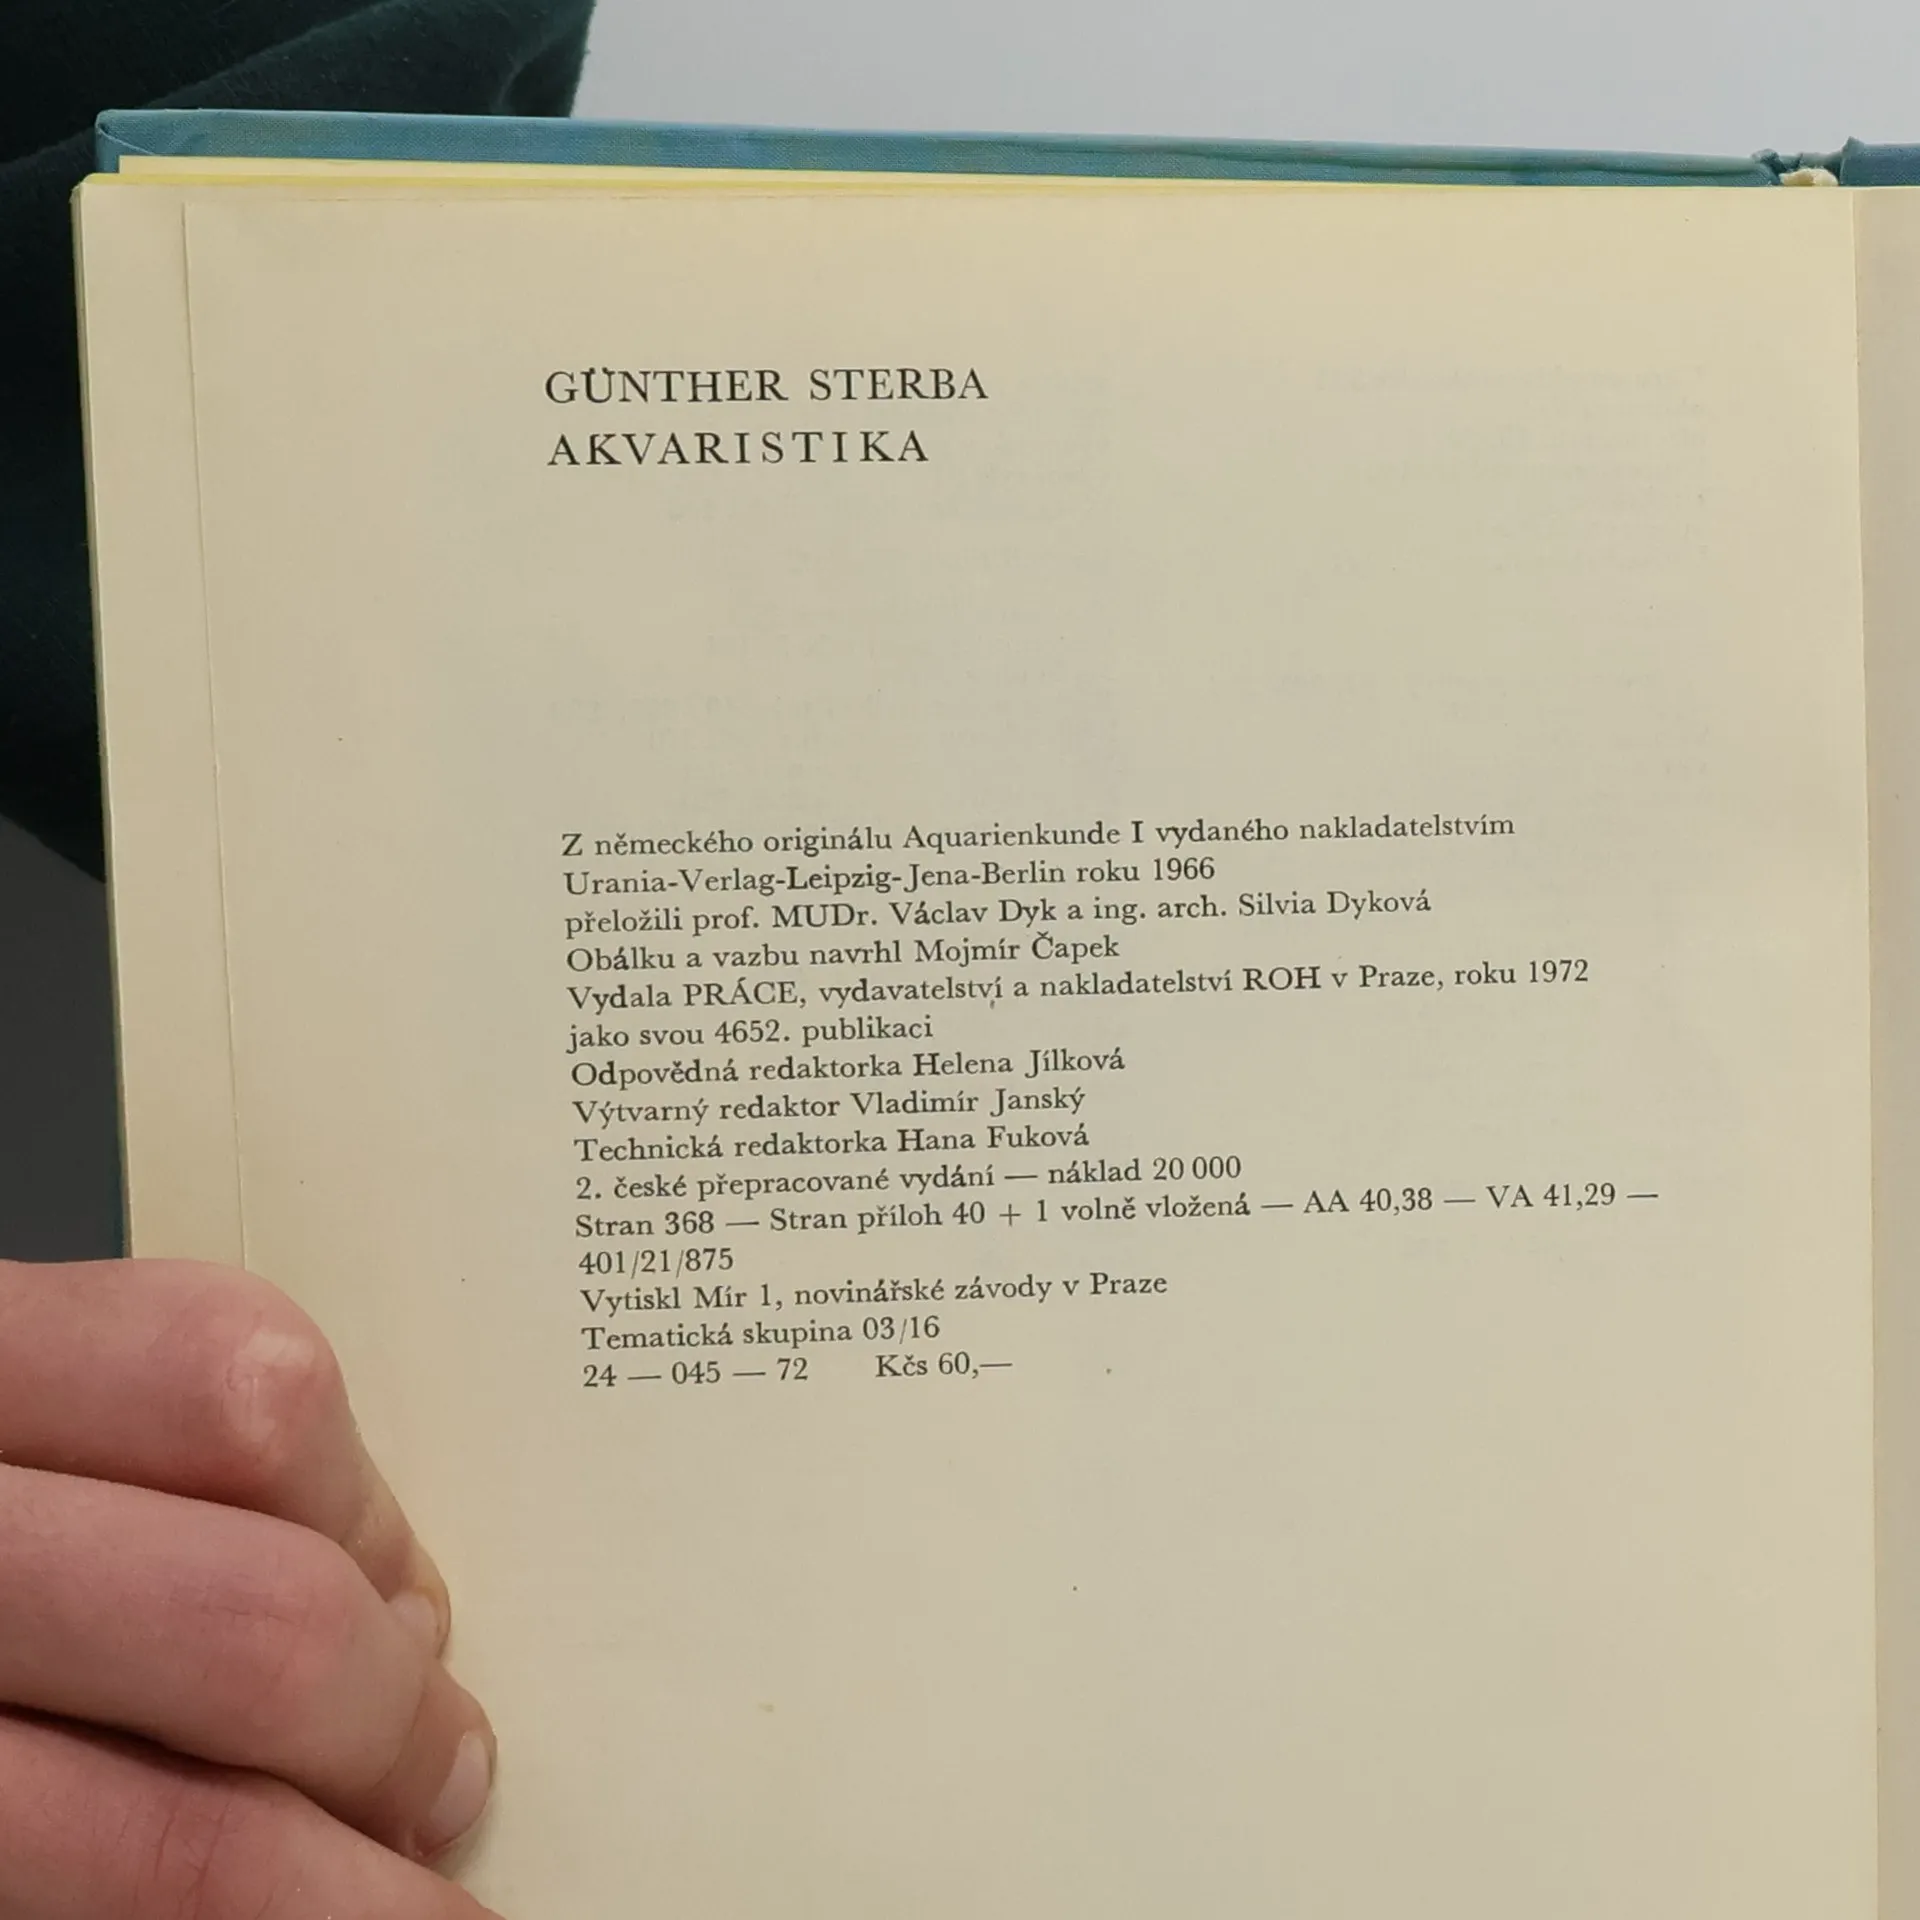 GÜNTHER STERBA
AKVARISTIKA
Z německého originálu Aquarienkunde I vydaného nakladatelstvím
Urania-Verlag-Leipzig-Jena-Berlin roku 1966
přeložili prof. MUDr. Václav Dyk a ing. arch. Silvia Dyková
Obálku a vazbu navrhl Mojmír Čapek
Vydala PRÁCE, vydavatelství a nakladatelství ROH v Praze, roku 1972
jako svou 4652. publikaci
Odpovědná redaktorka Helena Jílková
Výtvarný redaktor Vladimír Janský
Technická redaktorka Hana Fuková
2. české přepracované vydání — náklad 20 000
Stran 368 — Stran příloh 40 + 1 volně vložená — AA 40,38 — VA 41,29 —
401/21/875
Vytiskl Mír 1, novinářské závody v Praze
Tematická skupina 03/16
24 — 045 — 72 Kčs 60,—